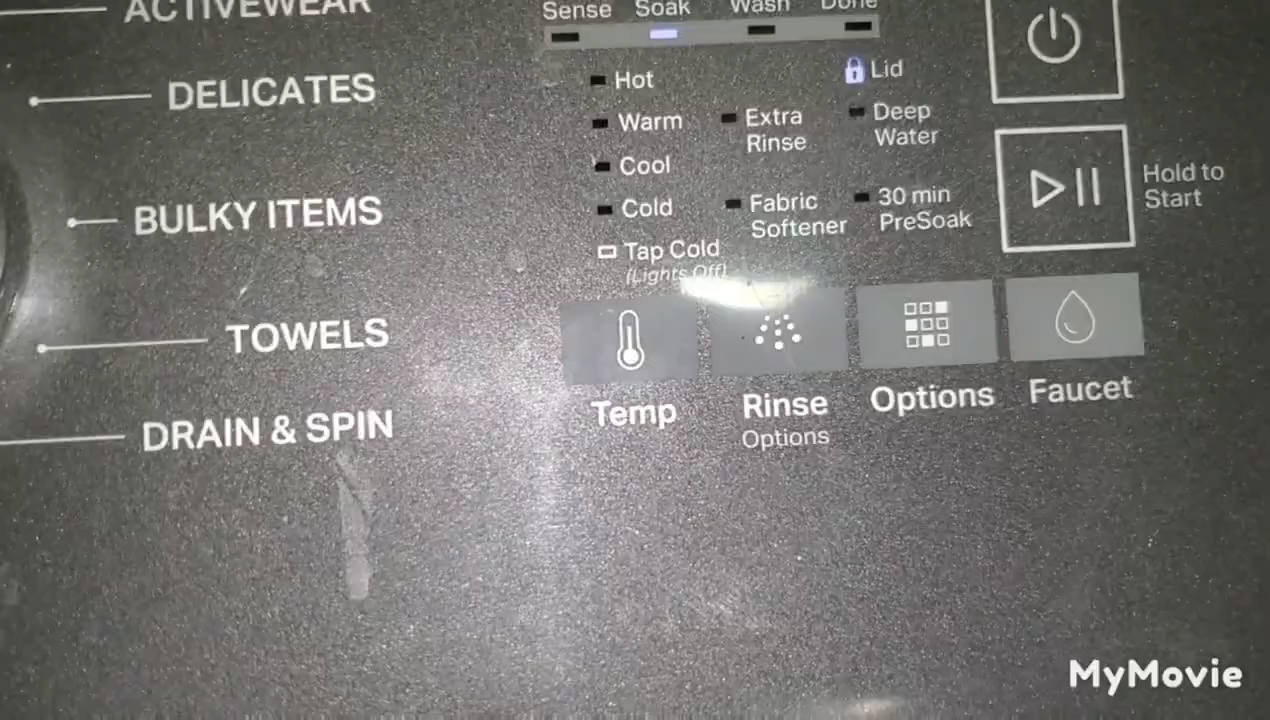 ACTIVEWEAR
DELICATES
BULKY ITEMS
TOWELS
DRAIN & SPIN
Sense Soak Wash Done
Hot
Warm
Cool
Cold
Tap Cold
(Lights Off)
Extra
Rinse
Fabric
Softener
Lid
Deep
Water
30 min
PreSoak
Hold to
Start
Temp
Rinse
Options
Options
Faucet
MyMovie